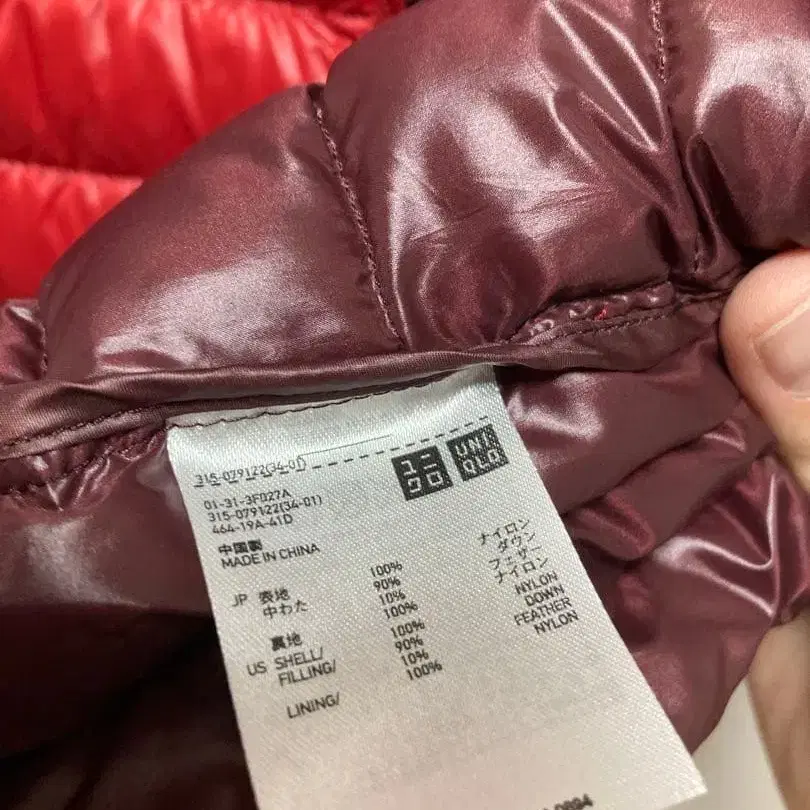 315-079122(34-01)
ユニクロ
UNIQLO
01-31-3F027A
315-079122(34-01)
464-19A-41D
中国製
MADE IN CHINA
JP 表地 100% ナイロン
中わた 90% ダウン
10% フェザー
裏地 100% ナイロン
US SHELL/ 100% NYLON
FILLING/ 90% DOWN
10% FEATHER
LINING/ 100% NYLON